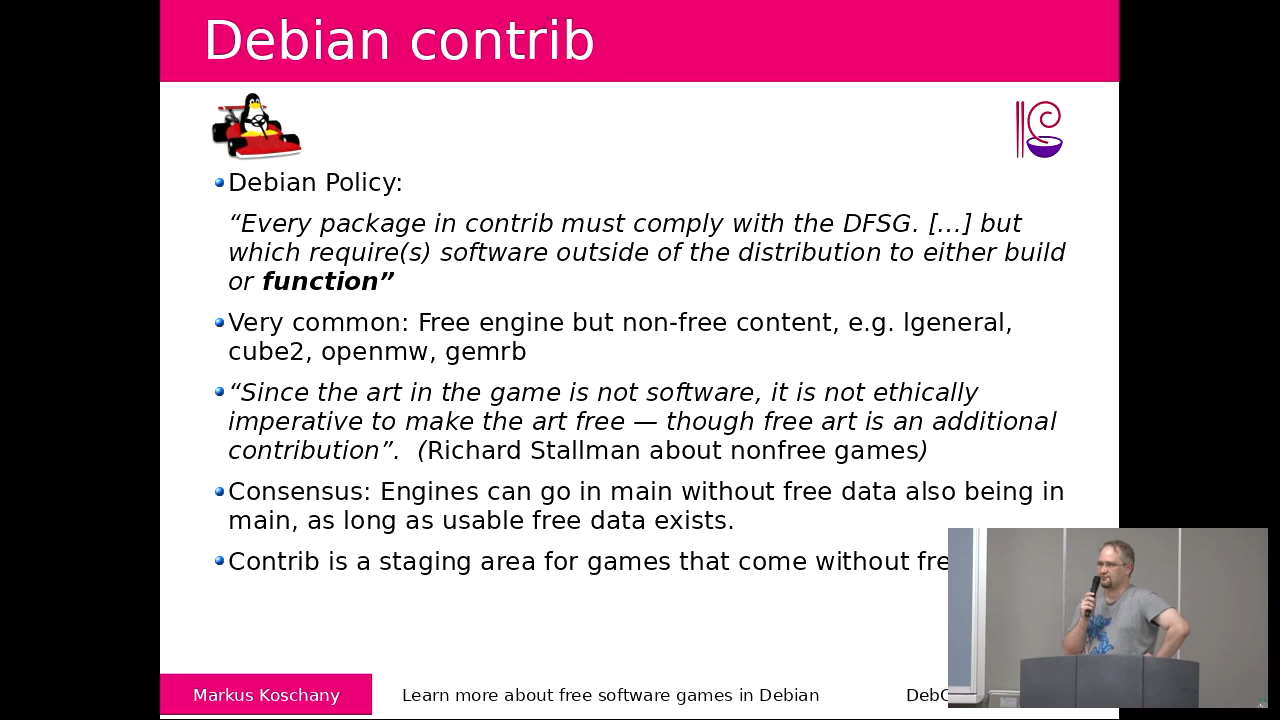 Debian contrib
Debian Policy:
“Every package in contrib must comply with the DFSG. [...] but
which require(s) software outside of the distribution to either build
or function”
Very common: Free engine but non-free content, e.g. lgeneral,
cube2, openmw, gemrb
“Since the art in the game is not software, it is not ethically
imperative to make the art free — though free art is an additional
contribution”. (Richard Stallman about nonfree games)
Consensus: Engines can go in main without free data also being in
main, as long as usable free data exists.
Contrib is a staging area for games that come without
Markus Koschany
Learn more about free software games in Debian